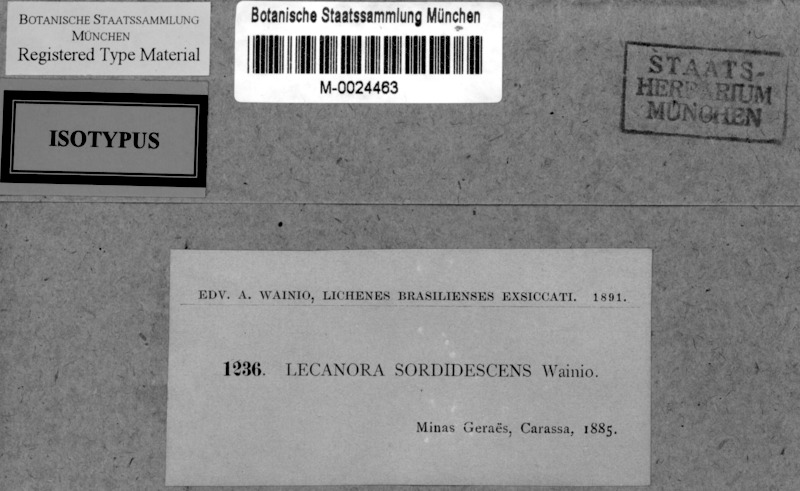 BOTANISCHE STAATSSAMMLUNG
MÜNCHEN
Registered Type Material
Botanische Staatssammlung München
M-0024463
STAATS-
HERBARIUM
MÜNCHEN
ISOTYPUS
EDV. A. WAINIO, LICHENES BRASILIENSES EXSICCATI. 1891.
1236. LECANORA SORDIDESCENS Wainio.
Minas Geraës, Carassa, 1885.